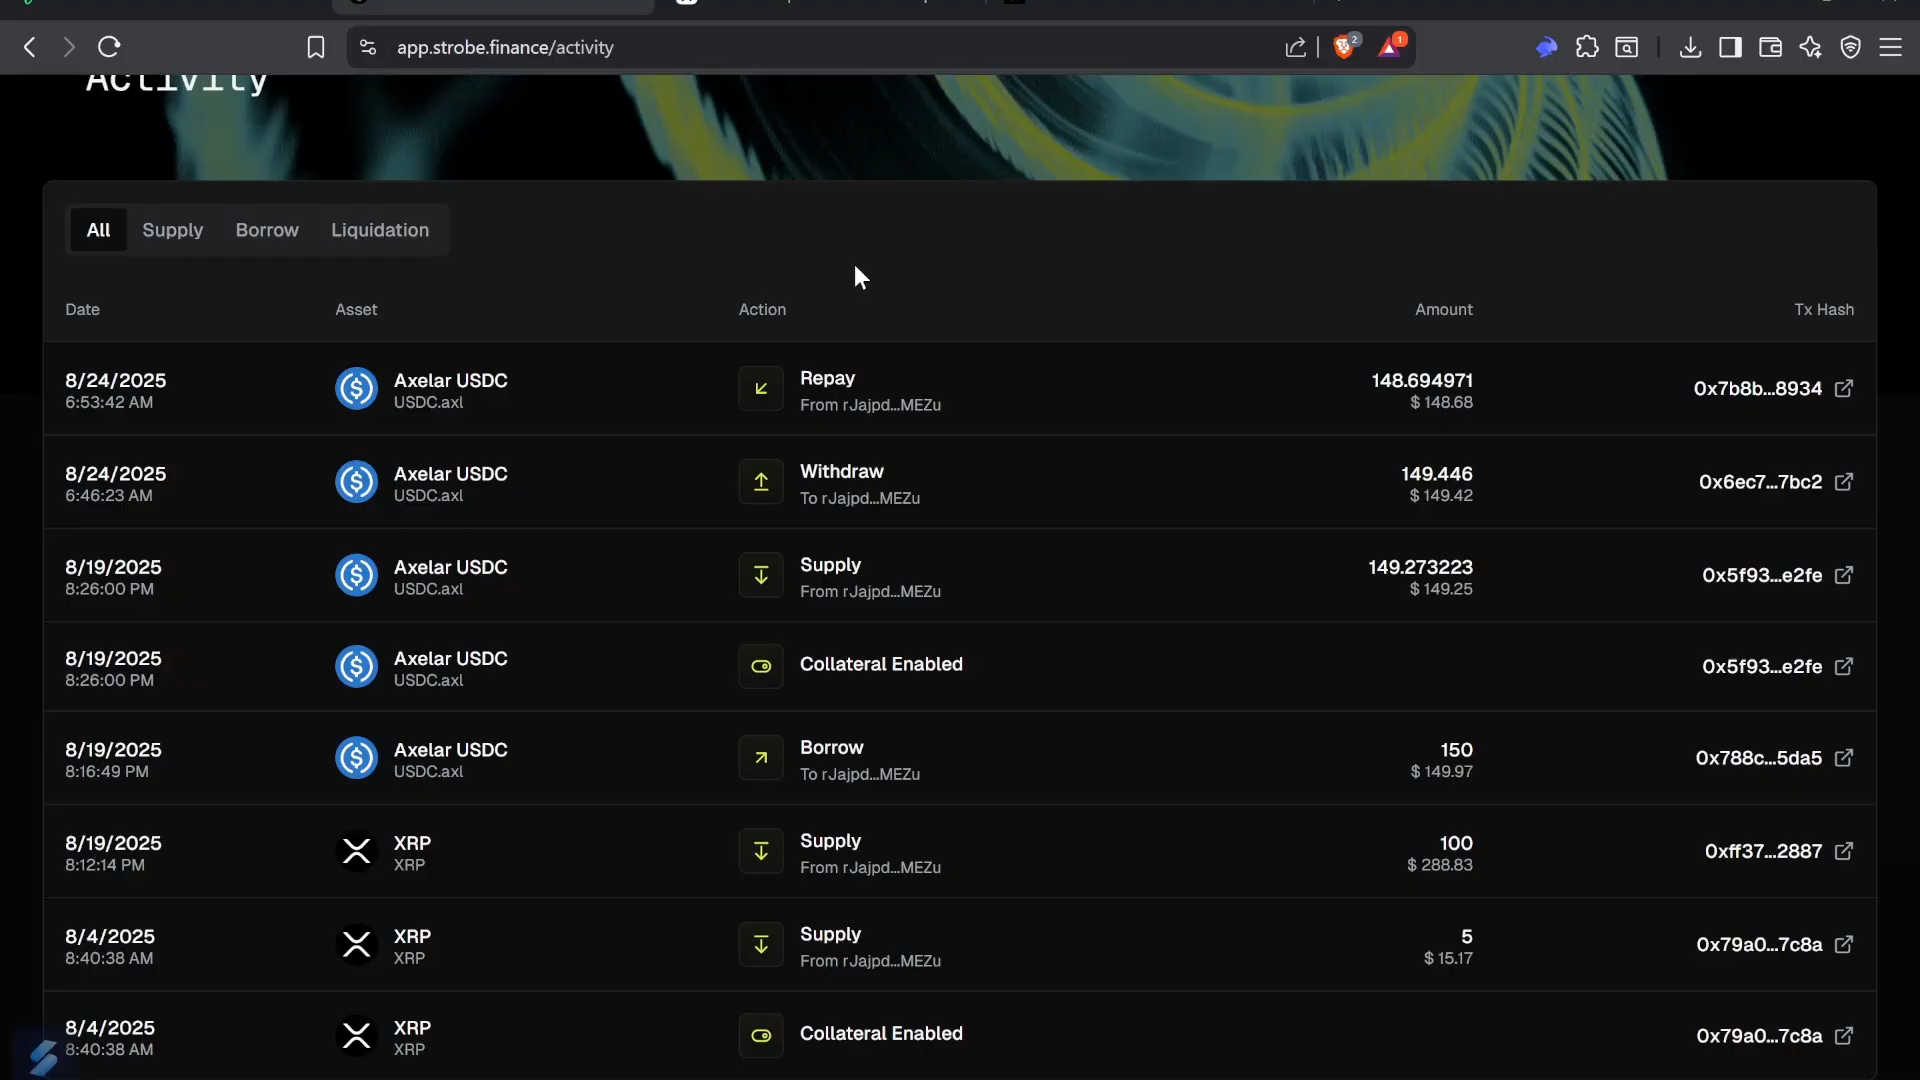 app.strobe.finance/activity
2
1
Activity
All Supply Borrow Liquidation
Date Asset Action Amount Tx Hash
8/24/2025 Axelar USDC Repay 148.694971 0x7b8b...8934
6:53:42 AM USDC.axl From rJajpd...MEZu $ 148.68
8/24/2025 Axelar USDC Withdraw 149.446 0x6ec7...7bc2
6:46:23 AM USDC.axl To rJajpd...MEZu $ 149.42
8/19/2025 Axelar USDC Supply 149.273223 0x5f93...e2fe
8:26:00 PM USDC.axl From rJajpd...MEZu $ 149.25
8/19/2025 Axelar USDC Collateral Enabled 0x5f93...e2fe
8:26:00 PM USDC.axl
8/19/2025 Axelar USDC Borrow 150 0x788c...5da5
8:16:49 PM USDC.axl To rJajpd...MEZu $ 149.97
8/19/2025 XRP Supply 100 0xff37...2887
8:12:14 PM XRP From rJajpd...MEZu $ 288.83
8/4/2025 XRP Supply 5 0x79a0...7c8a
8:40:38 AM XRP From rJajpd...MEZu $ 15.17
8/4/2025 XRP Collateral Enabled 0x79a0...7c8a
8:40:38 AM XRP